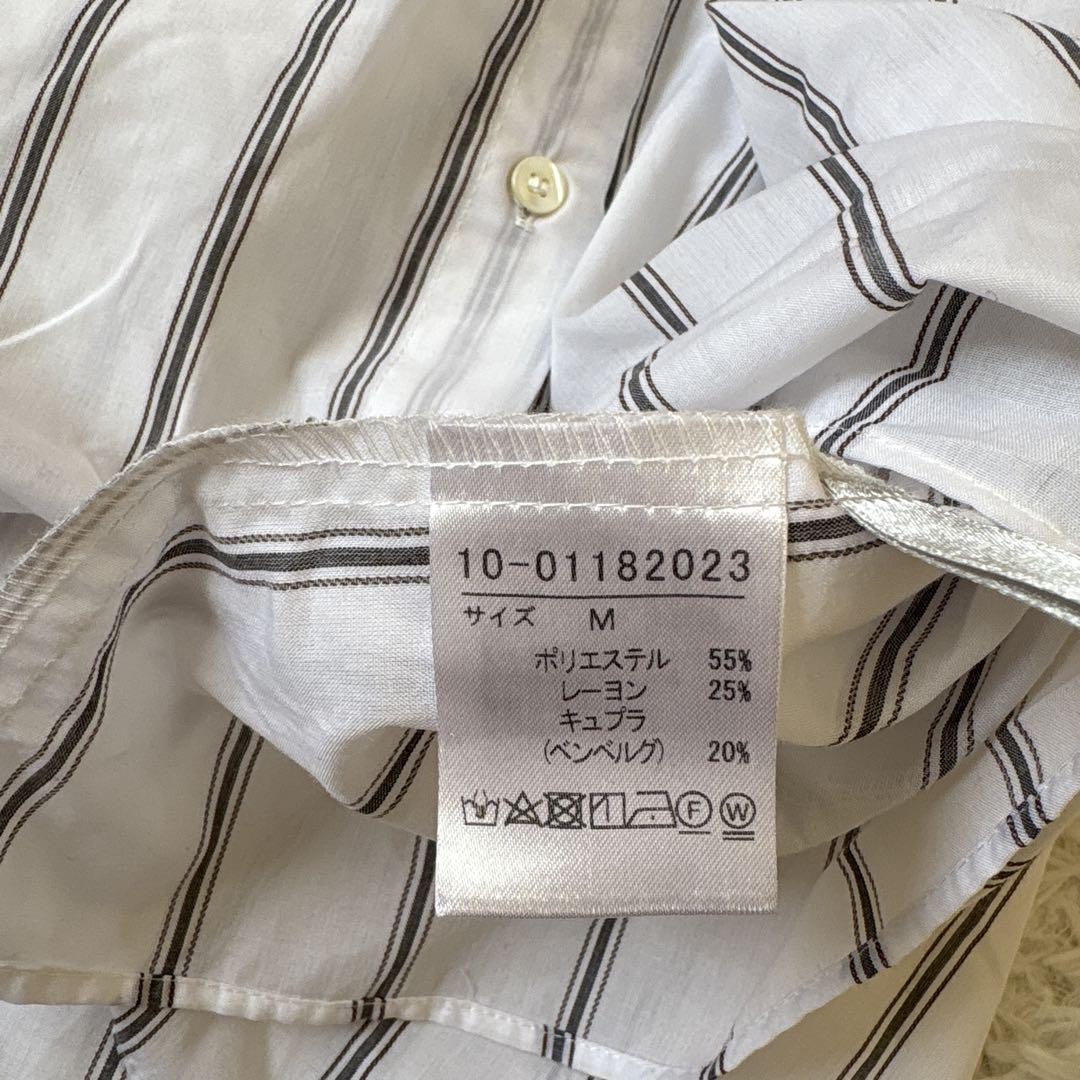 10-01182023
サイズ M
ポリエステル 55%
レーヨン 25%
キュプラ
(ベンベルグ) 20%
F W